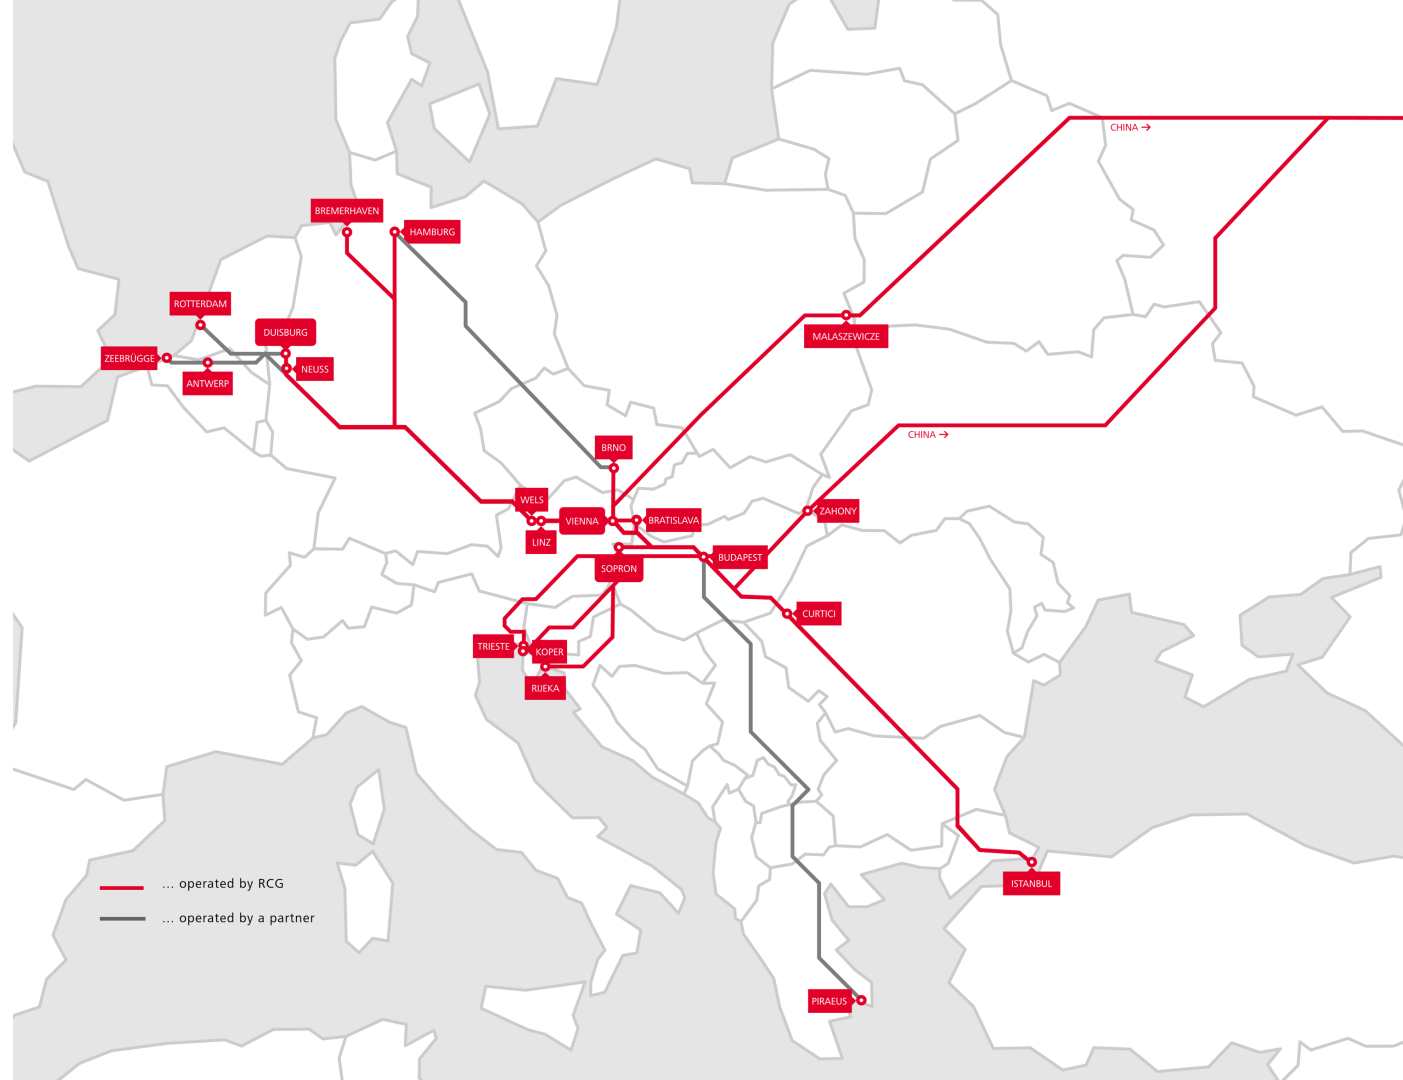 CHINA →
BREMERHAVEN
HAMBURG
ROTTERDAM
DUISBURG
MALASZEWICZE
ZEEBRÜGGE
NEUSS
ANTWERP
CHINA →
BRNO
WELS
ZAHONY
VIENNA
BRATISLAVA
LINZ
BUDAPEST
SOPRON
CURTICI
TRIESTE
KOPER
RIJEKA
ISTANBUL
... operated by RCG
... operated by a partner
PIRAEUS